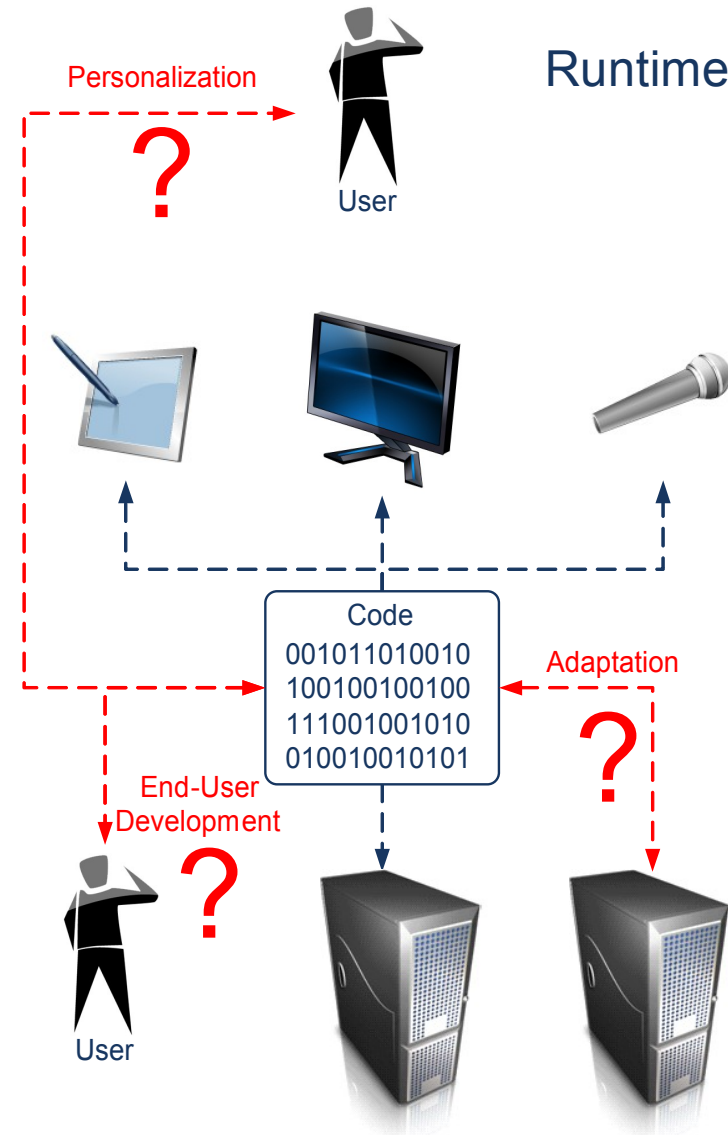 Runtime
Personalization
?
User
Code
001011010010
100100100100
111001001010
010010010101
Adaptation
?
End-User
Development
?
User